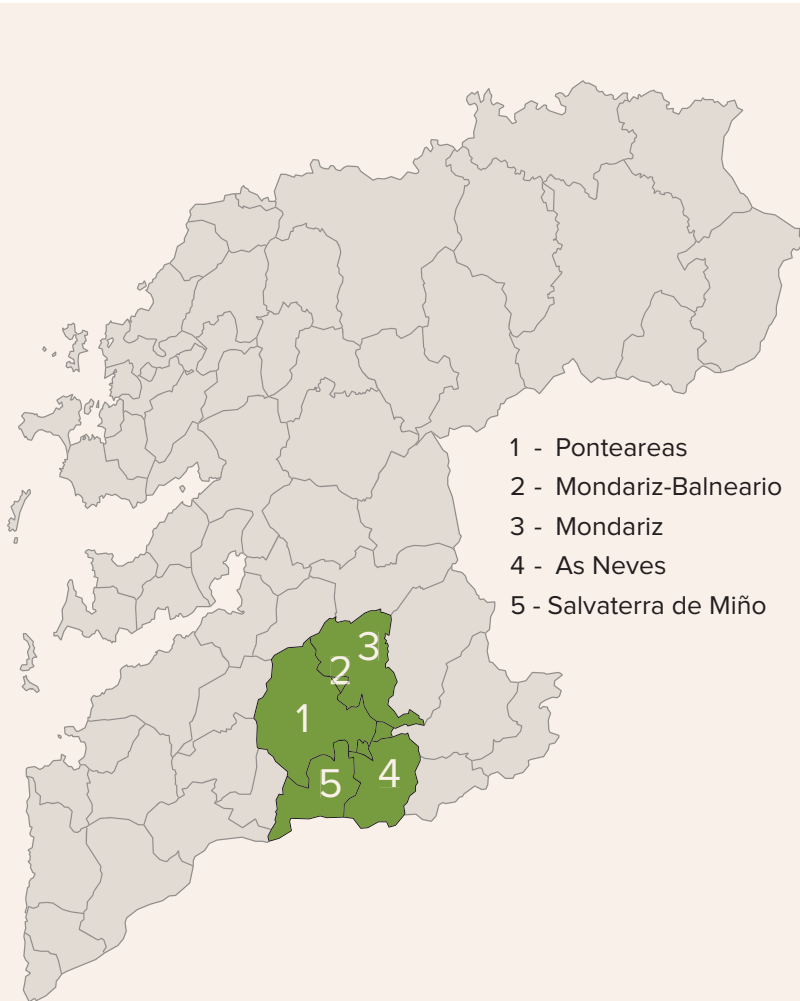 1 - Ponteareas
2 - Mondariz-Balneario
3 - Mondariz
4 - As Neves
5 - Salvaterra de Miño
3
2
1
4
5